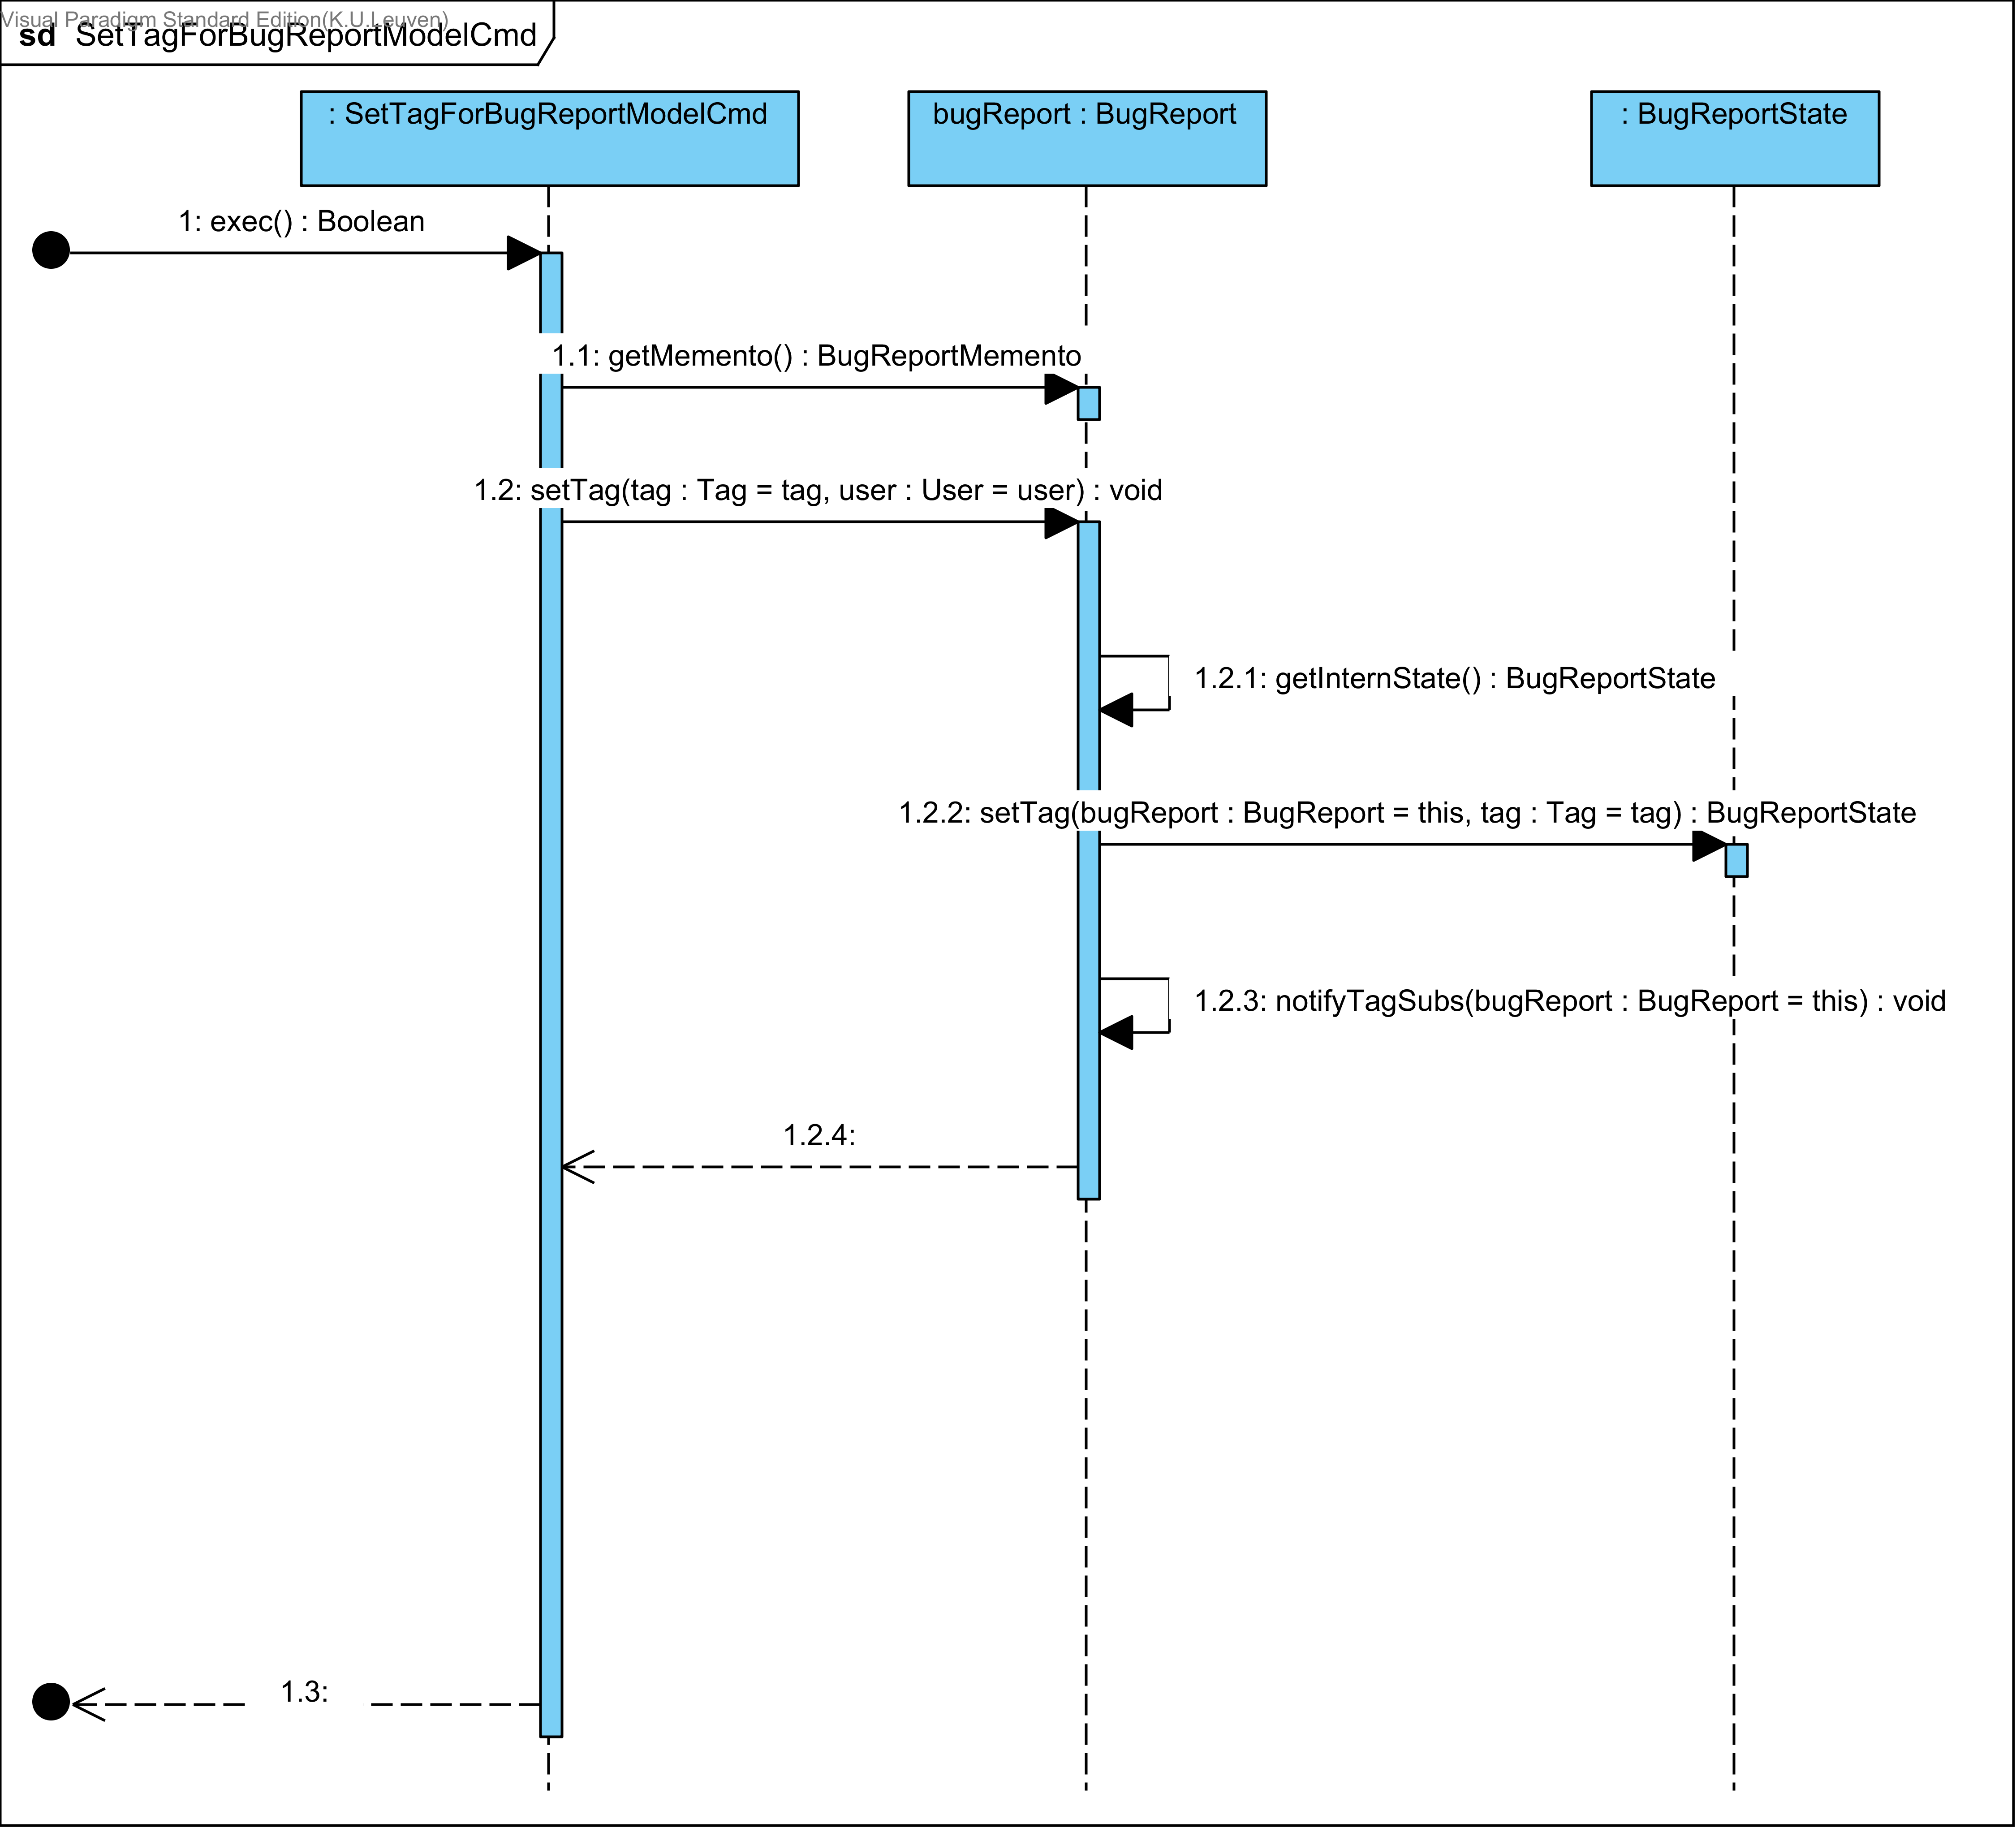 Visual Paradigm Standard Edition(K.U.Leuven)
sd SetTagForBugReportModelCmd
: SetTagForBugReportModelCmd
bugReport : BugReport
: BugReportState
1: exec() : Boolean
1.1: getMemento() : BugReportMemento
1.2: setTag(tag : Tag = tag, user : User = user) : void
1.2.1: getInternState() : BugReportState
1.2.2: setTag(bugReport : BugReport = this, tag : Tag = tag) : BugReportState
1.2.3: notifyTagSubs(bugReport : BugReport = this) : void
1.2.4:
1.3: